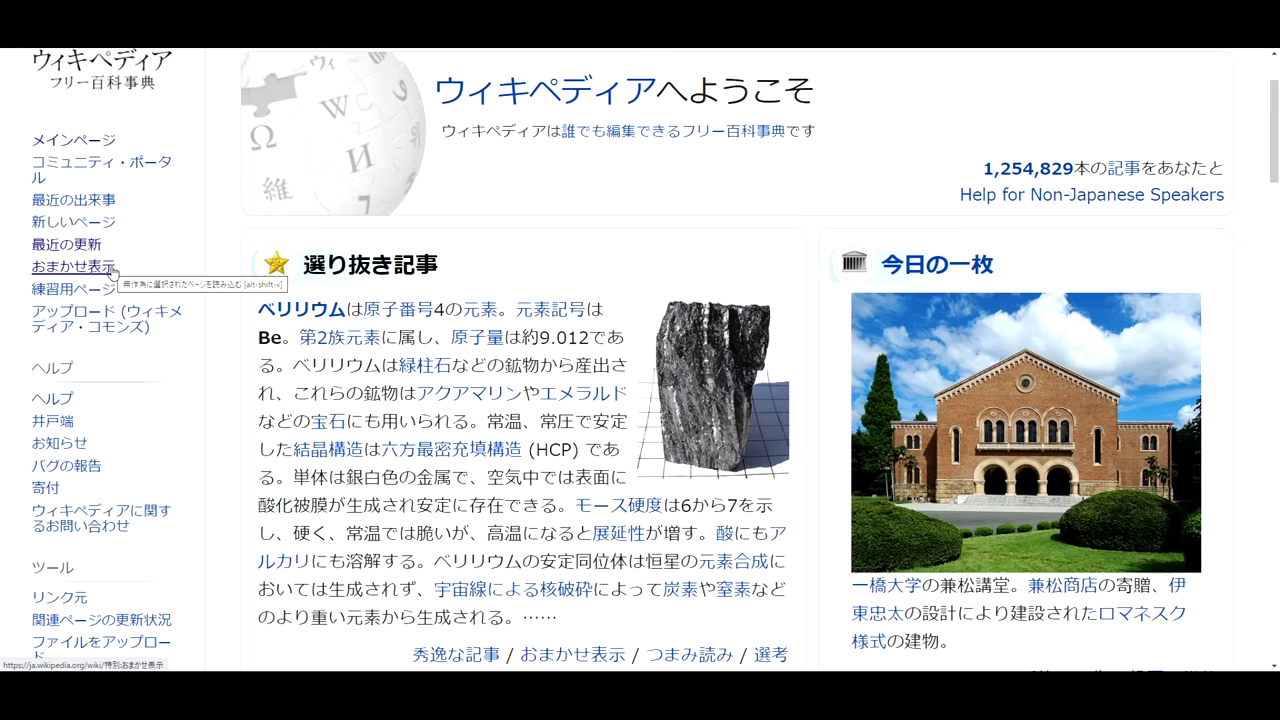 ウィキペディア
フリー百科事典
メインページ
コミュニティ・ポータ
ル
最近の出来事
新しいページ
最近の更新
おまかせ表示
無作為に選択されたページを読み込む [alt-shift-x]
練習用ページ
アップロード (ウィキメ
ディア・コモンズ)
ヘルプ
ヘルプ
井戸端
お知らせ
バグの報告
寄付
ウィキペディアに関す
るお問い合わせ
ツール
リンク元
関連ページの更新状況
ファイルをアップロー
ド
https://ja.wikipedia.org/wiki/特別:おまかせ表示
ウィ
W
Ω
И
維
7
ウィキペディアへようこそ
ウィキペディアは誰でも編集できるフリー百科事典です
1,254,829本の記事をあなたと
Help for Non-Japanese Speakers
選り抜き記事
ベリリウムは原子番号4の元素。元素記号は
Be。第2族元素に属し、原子量は約9.012であ
る。ベリリウムは緑柱石などの鉱物から産出さ
れ、これらの鉱物はアクアマリンやエメラルド
などの宝石にも用いられる。常温、常圧で安定
した結晶構造は六方最密充填構造 (HCP) であ
る。単体は銀白色の金属で、空気中では表面に
酸化被膜が生成され安定に存在できる。モース硬度は6から7を示
し、硬く、常温では脆いが、高温になると展延性が増す。酸にもア
ルカリにも溶解する。ベリリウムの安定同位体は恒星の元素合成に
おいては生成されず、宇宙線による核破砕によって炭素や窒素など
のより重い元素から生成される。……
秀逸な記事 / おまかせ表示 / つまみ読み / 選考
今日の一枚
一橋大学の兼松講堂。兼松商店の寄贈、伊
東忠太の設計により建設されたロマネスク
様式の建物。